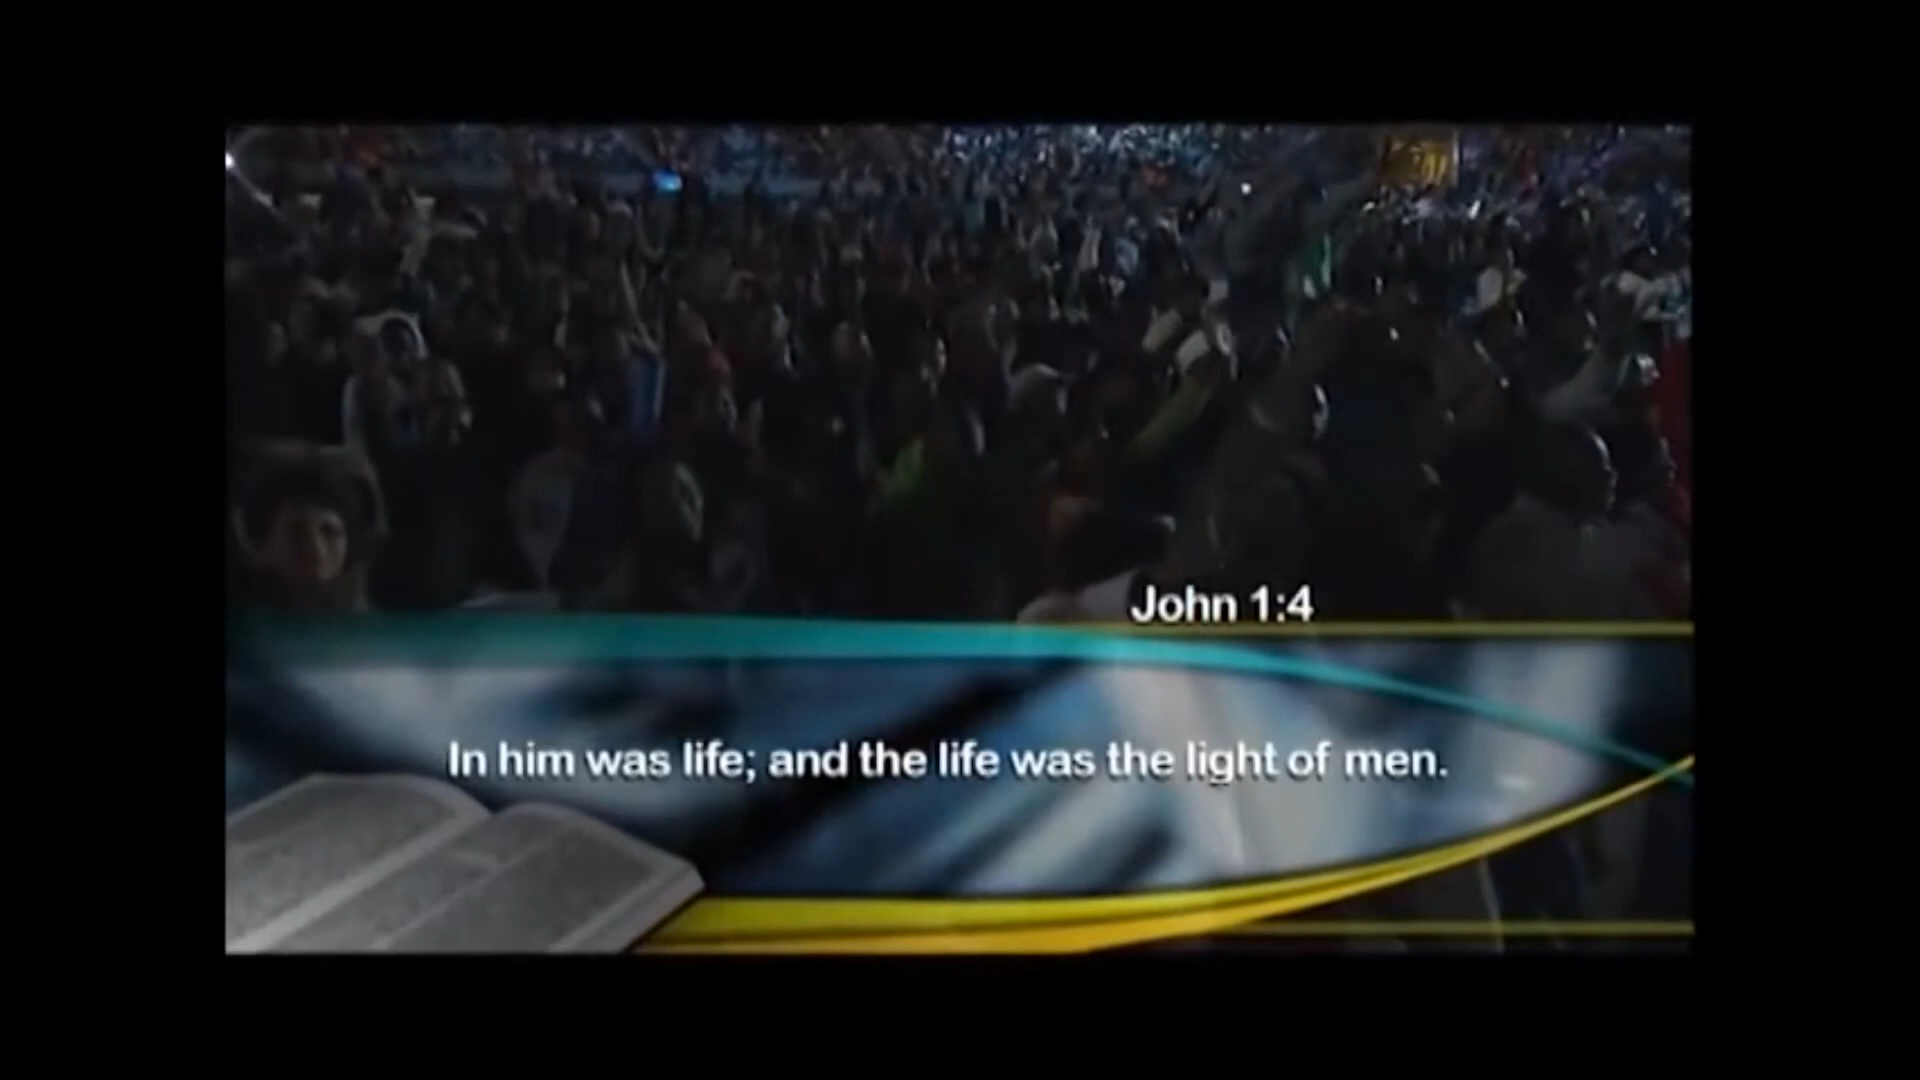 John 1:4
In him was life; and the life was the light of men.